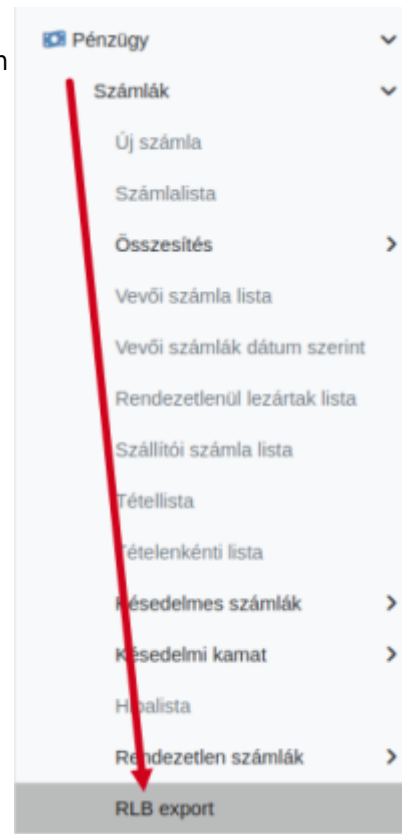 Pénzügy
Számlák
Új számla
Számlalista
Összesítés
Vevői számla lista
Vevői számlák dátum szerint
Rendezetlenül lezártak lista
Szállítói számla lista
Tétellista
Tételenkénti lista
Késedelmes számlák
Késedelmi kamat
Hibalista
Rendezetlen számlák
RLB export